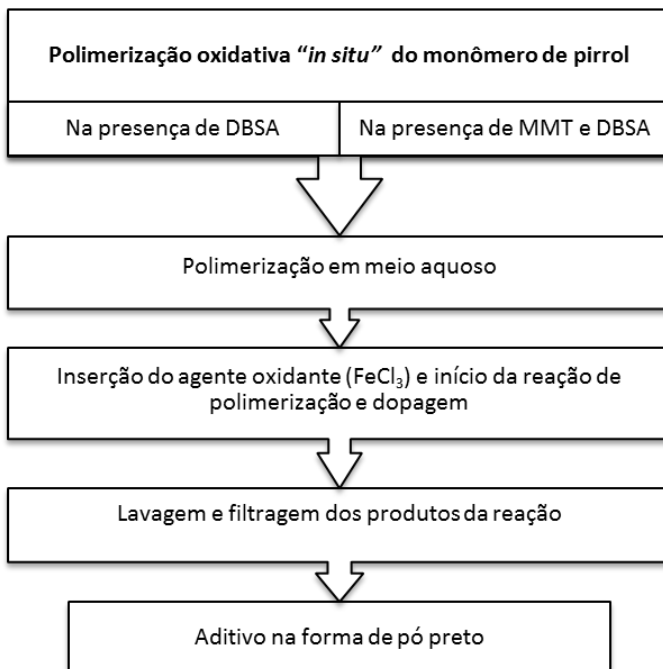 Polimerização oxidativa “in situ” do monômero de pirrol
Na presença de DBSA
Na presença de MMT e DBSA
Polimerização em meio aquoso
Inserção do agente oxidante (FeCl₃) e início da reação de
polimerização e dopagem
Lavagem e filtragem dos produtos da reação
Aditivo na forma de pó preto